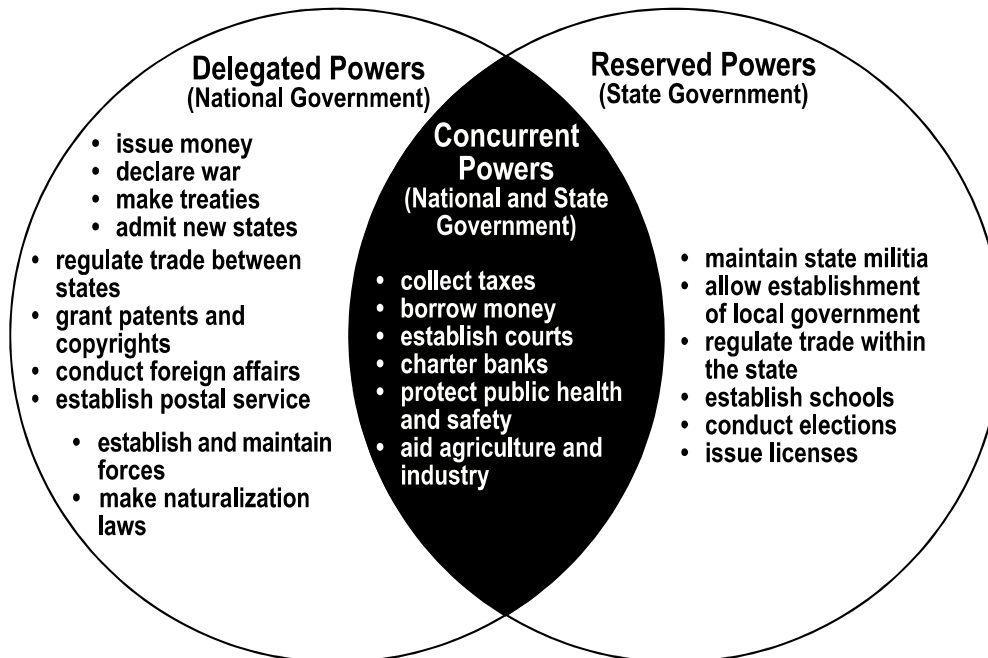 Delegated Powers
(National Government)
• issue money
• declare war
• make treaties
• admit new states
• regulate trade between
states
• grant patents and
copyrights
• conduct foreign affairs
• establish postal service
• establish and maintain
forces
• make naturalization
laws
Concurrent
Powers
(National and State
Government)
• collect taxes
• borrow money
• establish courts
• charter banks
• protect public health
and safety
• aid agriculture and
industry
Reserved Powers
(State Government)
• maintain state militia
• allow establishment
of local government
• regulate trade within
the state
• establish schools
• conduct elections
• issue licenses